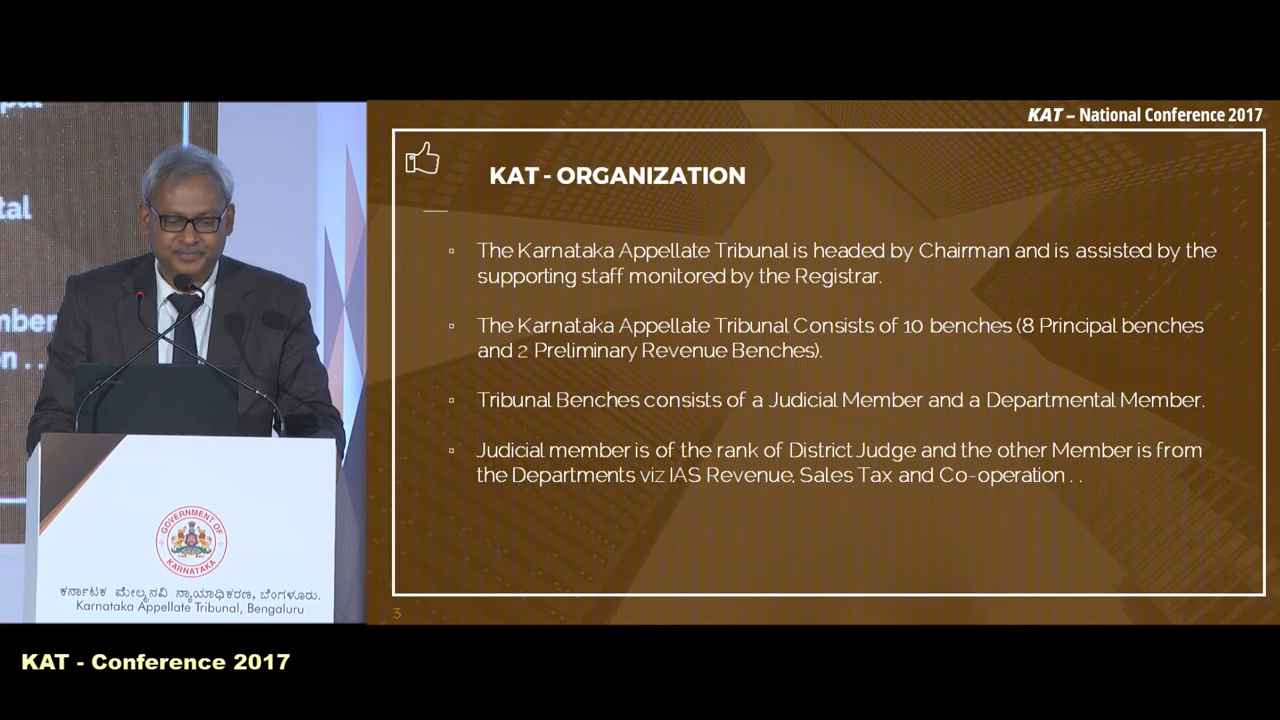 pal
tal
mber
n . .
KAT – National Conference 2017
KAT - ORGANIZATION
▫ The Karnataka Appellate Tribunal is headed by Chairman and is assisted by the
supporting staff monitored by the Registrar.
▫ The Karnataka Appellate Tribunal Consists of 10 benches (8 Principal benches
and 2 Preliminary Revenue Benches).
▫ Tribunal Benches consists of a Judicial Member and a Departmental Member.
▫ Judicial member is of the rank of District Judge and the other Member is from
the Departments viz IAS Revenue, Sales Tax and Co-operation . .
3
GOVERNMENT OF
KARNATAKA
ಕರ್ನಾಟಕ ಮೇಲ್ಮನವಿ ನ್ಯಾಯಾಧಿಕರಣ, ಬೆಂಗಳೂರು.
Karnataka Appellate Tribunal, Bengaluru
KAT - Conference 2017